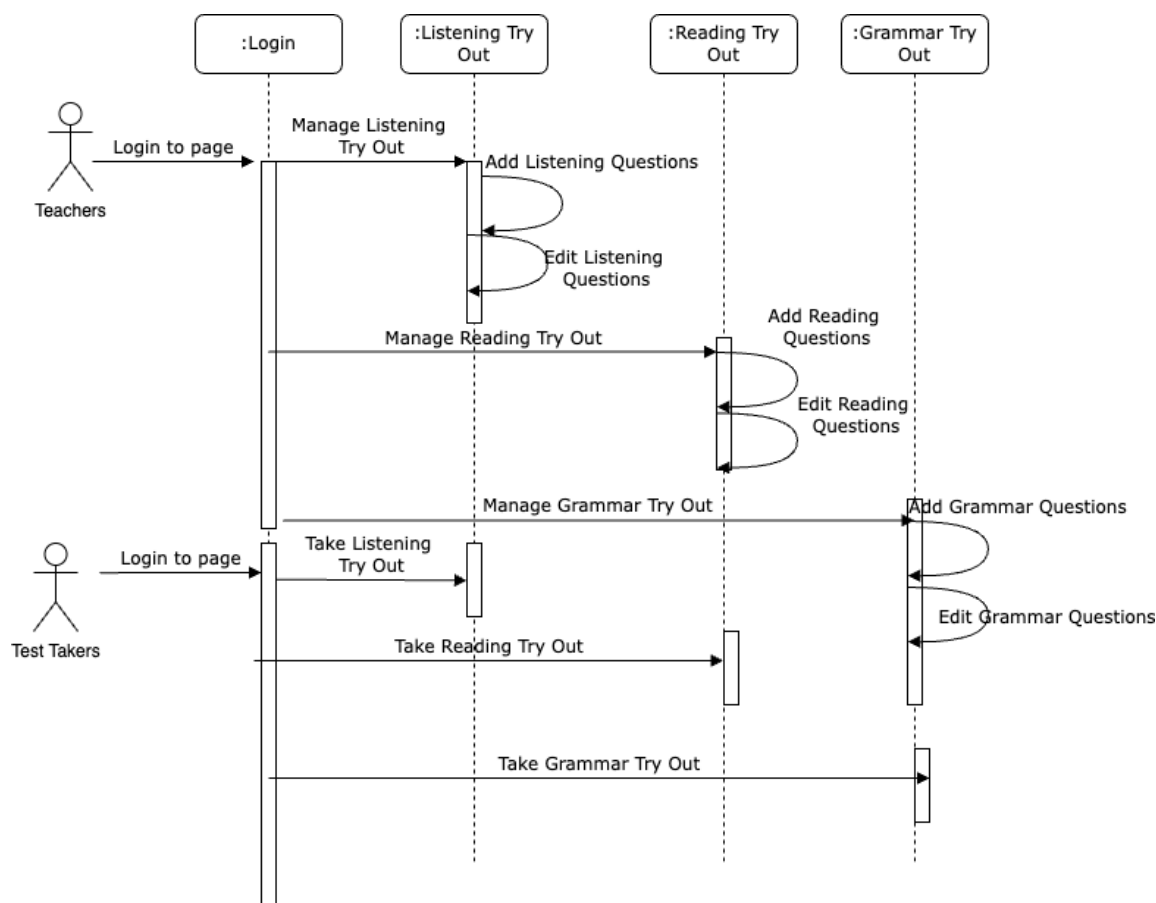 :Login
:Listening Try
Out
:Reading Try
Out
:Grammar Try
Out
Teachers
Login to page
Manage Listening
Try Out
Add Listening Questions
Edit Listening
Questions
Manage Reading Try Out
Add Reading
Questions
Edit Reading
Questions
Manage Grammar Try Out
Add Grammar Questions
Edit Grammar Questions
Test Takers
Login to page
Take Listening
Try Out
Take Reading Try Out
Take Grammar Try Out